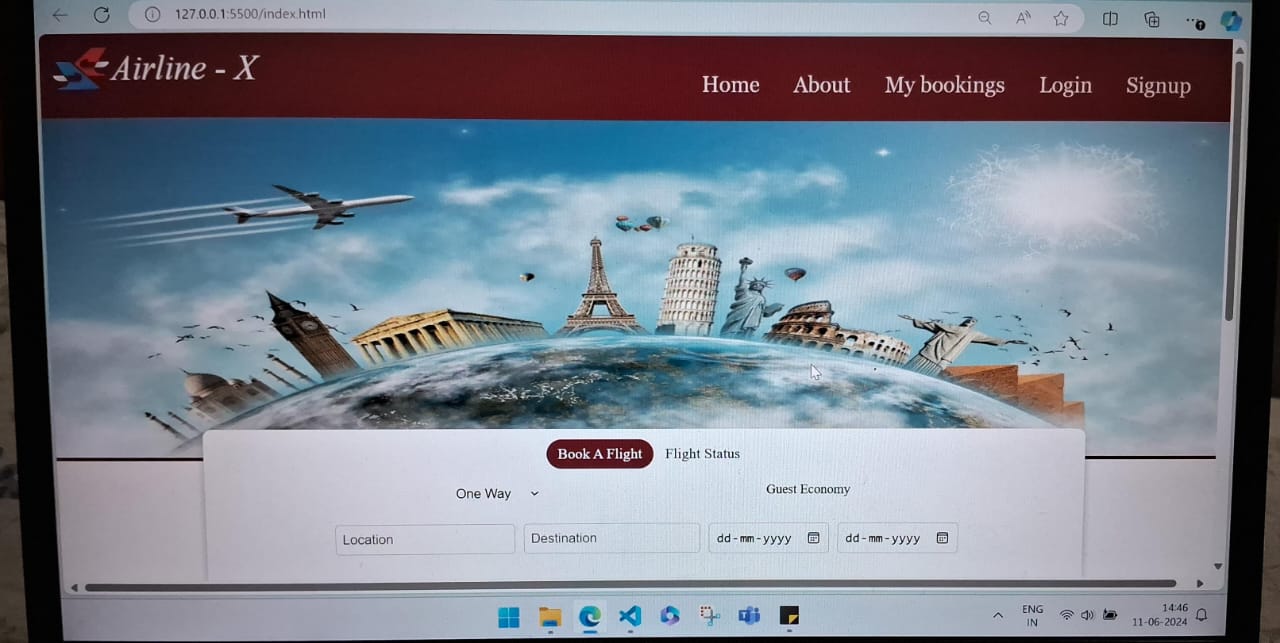 127.0.0.1:5500/index.html
Airline - X
Home About My bookings Login Signup
Book A Flight Flight Status
One Way Guest Economy
Location Destination dd-mm-yyyy dd-mm-yyyy
ENG 14:46
IN 11-06-2024